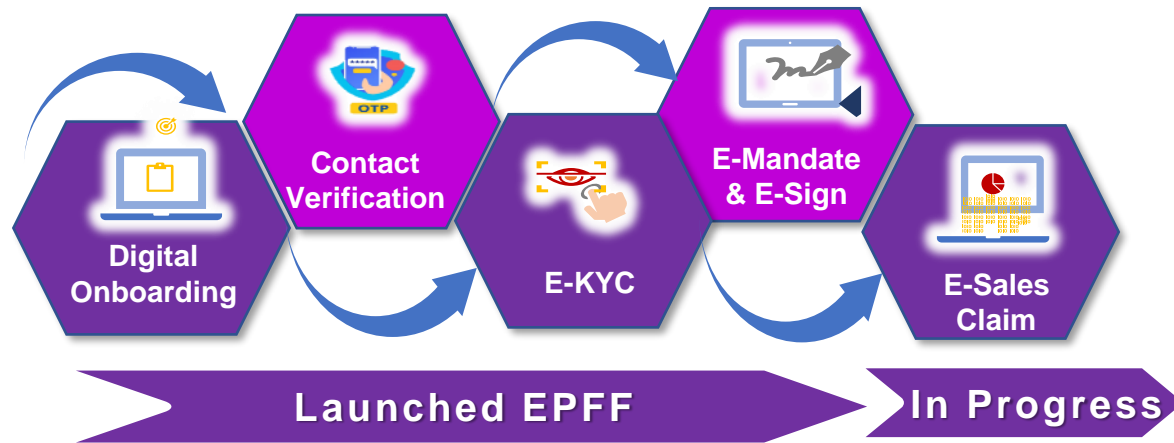 OTP
Contact
Verification
E-Mandate
& E-Sign
Digital
Onboarding
E-KYC
E-Sales
Claim
Launched EPFF
In Progress